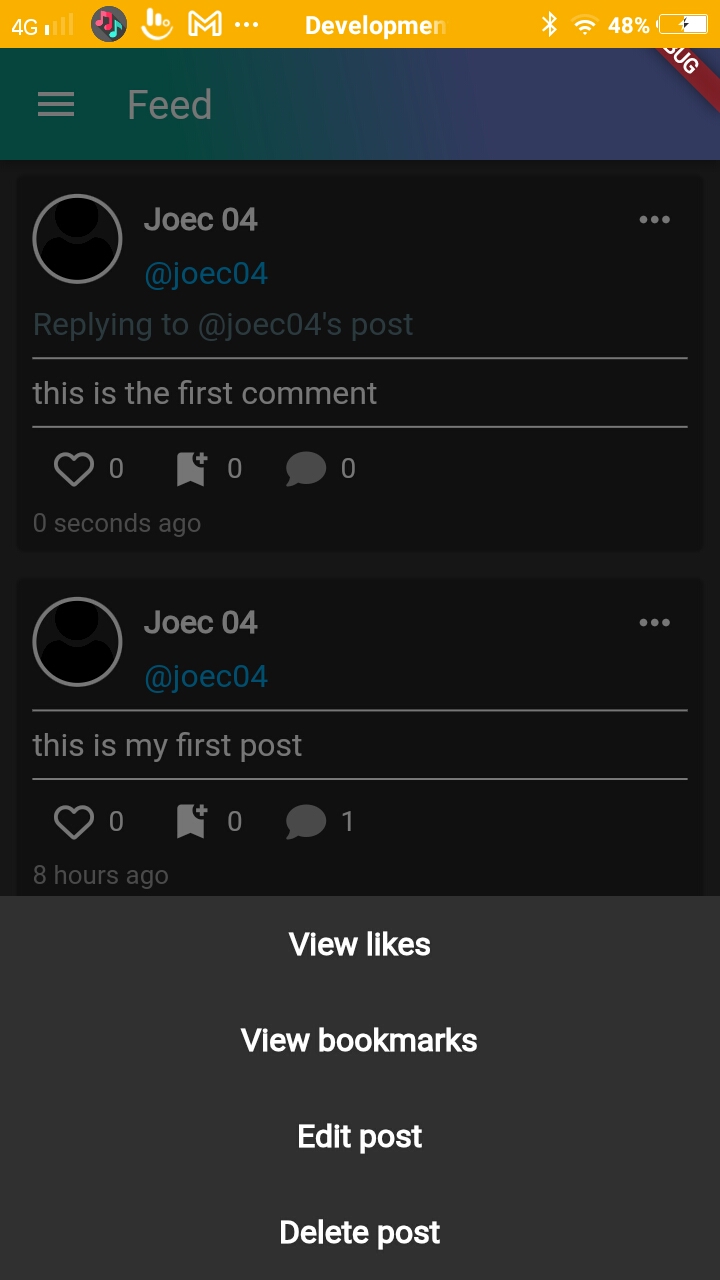 4G Developmen 48%
Feed
Joec 04
@joec04
Replying to @joec04's post
this is the first comment
0 0 0
0 seconds ago
Joec 04
@joec04
this is my first post
0 0 1
8 hours ago
View likes
View bookmarks
Edit post
Delete post